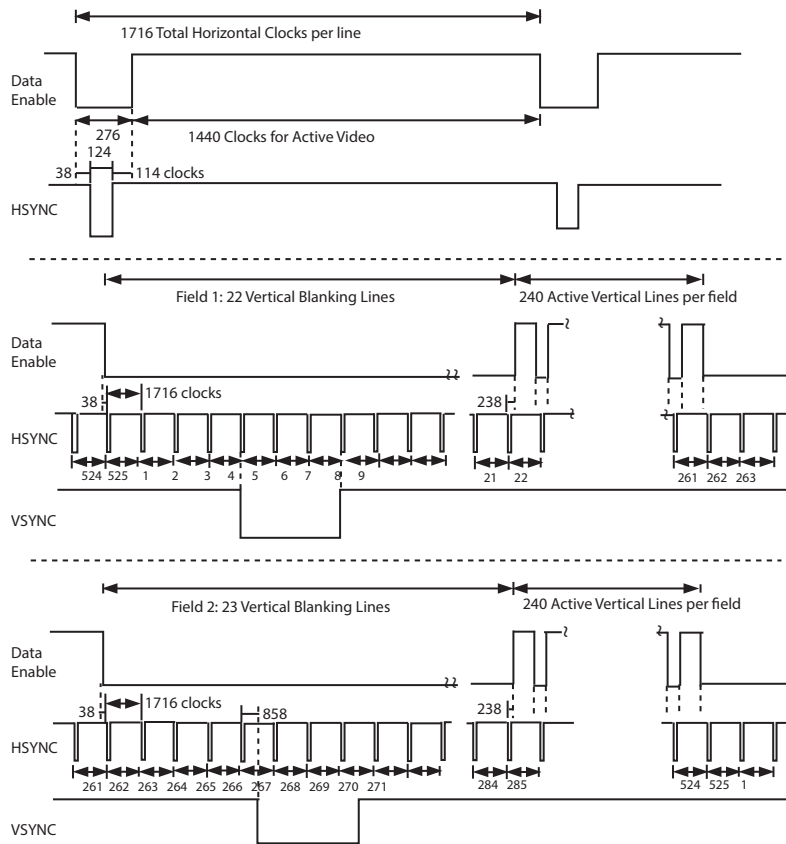 1716 Total Horizontal Clocks per line
Data
Enable
276
1440 Clocks for Active Video
124
38
114 clocks
HSYNC
Field 1: 22 Vertical Blanking Lines
240 Active Vertical Lines per field
Data
Enable
1716 clocks
38
238
HSYNC
524 525 1 2 3 4 5 6 7 8 9 21 22 261 262 263
VSYNC
Field 2: 23 Vertical Blanking Lines
240 Active Vertical Lines per field
Data
Enable
1716 clocks
38
858
238
HSYNC
261 262 263 264 265 266 267 268 269 270 271 284 285 524 525 1
VSYNC